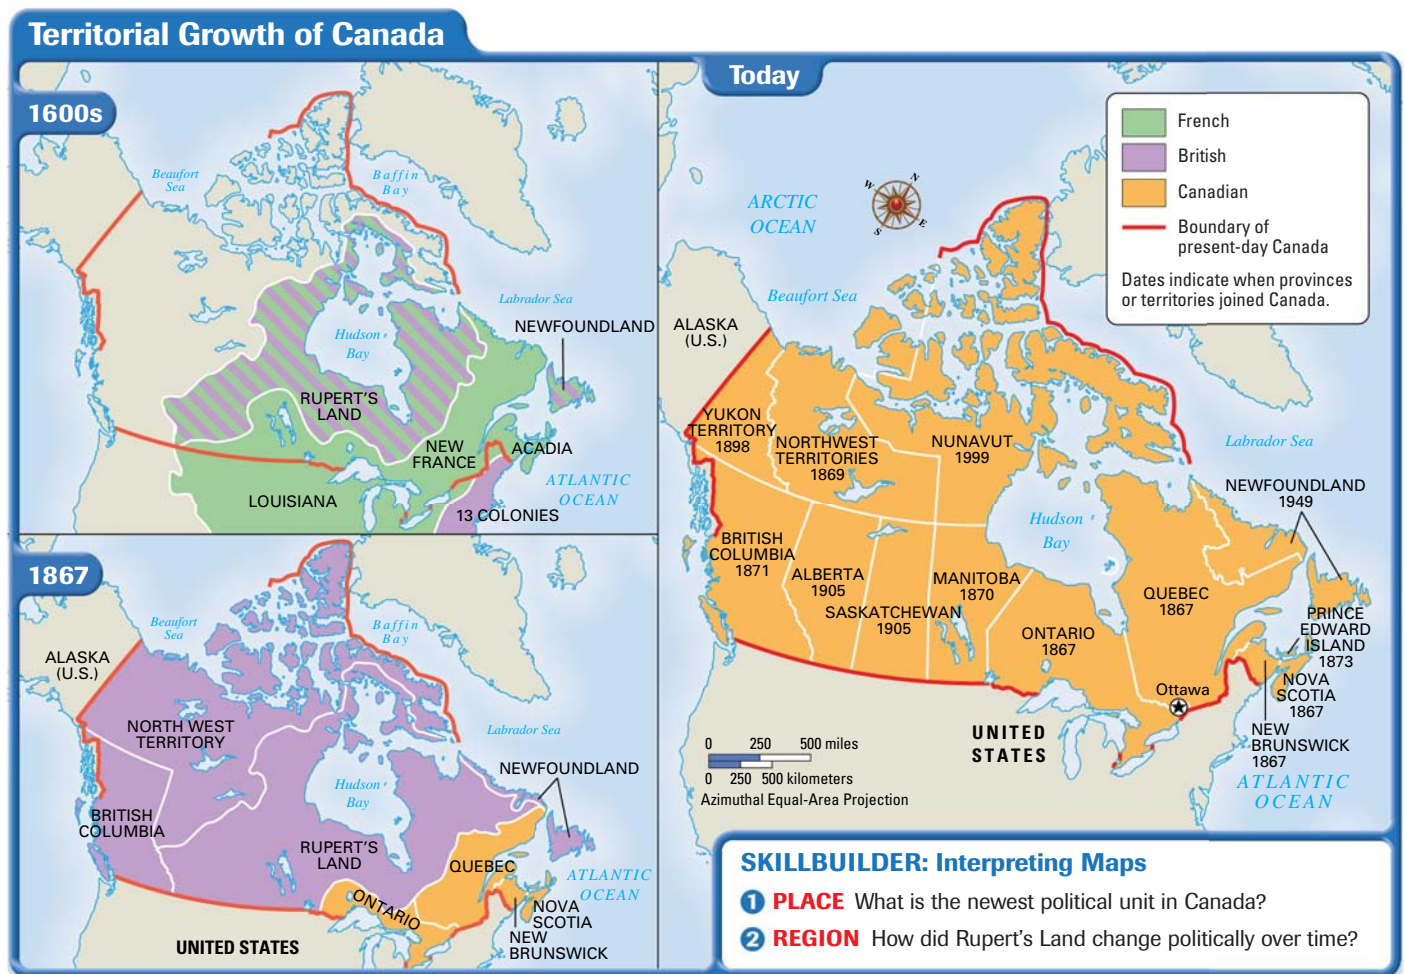 Territorial Growth of Canada
1600s
Beaufort
Sea
Baffin
Bay
Labrador Sea
NEWFOUNDLAND
Hudson
Bay
RUPERT'S
LAND
NEW
FRANCE
ACADIA
LOUISIANA
ATLANTIC
OCEAN
13 COLONIES
1867
Beaufort
Sea
Baffin
Bay
ALASKA
(U.S.)
NORTH WEST
TERRITORY
Labrador Sea
NEWFOUNDLAND
Hudson
Bay
BRITISH
COLUMBIA
RUPERT'S
LAND
QUEBEC
ATLANTIC
OCEAN
ONTARIO
NOVA
SCOTIA
NEW
BRUNSWICK
UNITED STATES
Today
French
British
Canadian
Boundary of
present-day Canada
Dates indicate when provinces
or territories joined Canada.
N
W
E
S
ARCTIC
OCEAN
Beaufort Sea
ALASKA
(U.S.)
YUKON
TERRITORY
1898
NORTHWEST
TERRITORIES
1869
NUNAVUT
1999
Labrador Sea
NEWFOUNDLAND
1949
Hudson
Bay
BRITISH
COLUMBIA
1871
ALBERTA
1905
SASKATCHEWAN
1905
MANITOBA
1870
ONTARIO
1867
QUEBEC
1867
PRINCE
EDWARD
ISLAND
1873
NOVA
SCOTIA
1867
Ottawa
NEW
BRUNSWICK
1867
UNITED
STATES
ATLANTIC
OCEAN
0 250 500 miles
0 250 500 kilometers
Azimuthal Equal-Area Projection
SKILLBUILDER: Interpreting Maps
1 PLACE What is the newest political unit in Canada?
2 REGION How did Rupert's Land change politically over time?